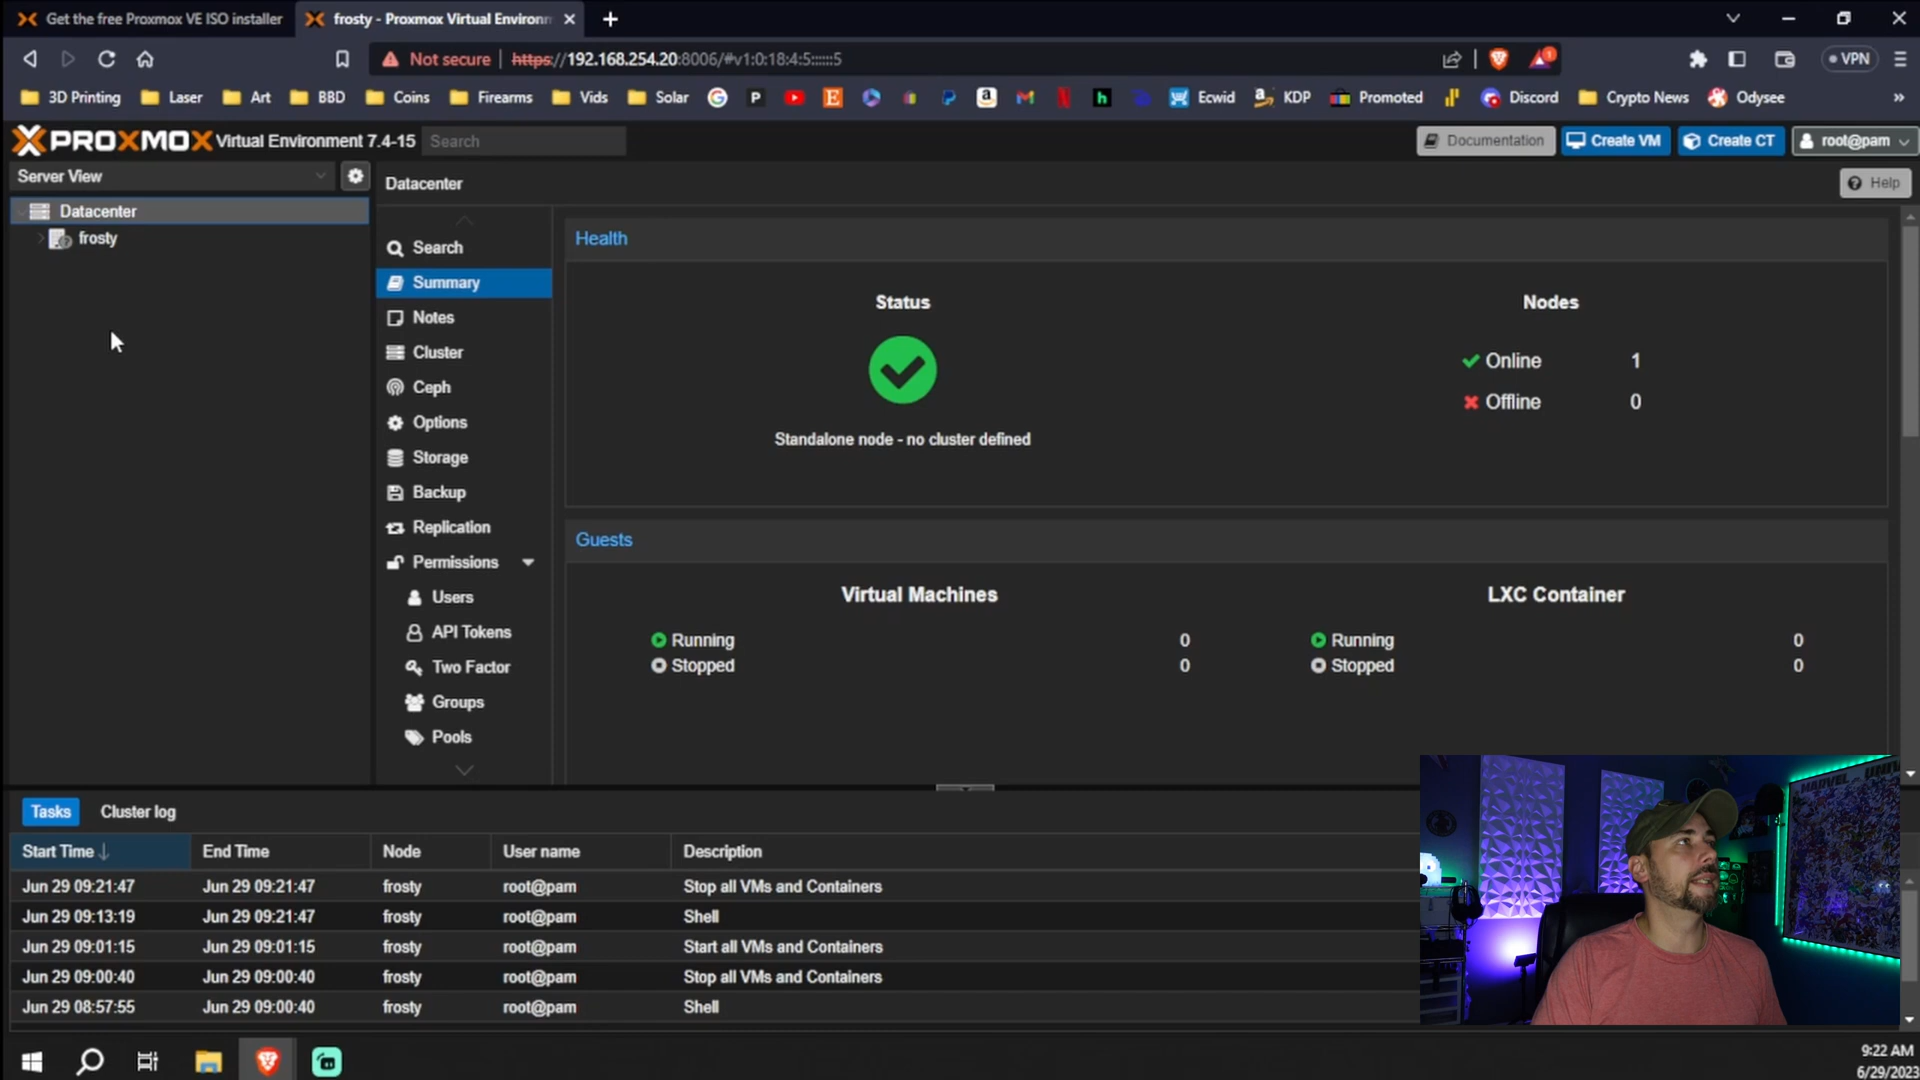 Get the free Proxmox VE ISO installer
frosty - Proxmox Virtual Environm
Not secure
https://192.168.254.20:8006/#v1:0:18:4:5::::::5
1
VPN
3D Printing
Laser
Art
BBD
Coins
Firearms
Vids
Solar
Ecwid
KDP
Promoted
Discord
Crypto News
Odysee
PROXMOX Virtual Environment 7.4-15
Search
Documentation
Create VM
Create CT
root@pam
Server View
Datacenter
Help
Datacenter
frosty
Search
Summary
Notes
Cluster
Ceph
Options
Storage
Backup
Replication
Permissions
Users
API Tokens
Two Factor
Groups
Pools
Health
Status
Nodes
Online 1
Offline 0
Standalone node - no cluster defined
Guests
Virtual Machines
LXC Container
Running 0
Running 0
Stopped 0
Stopped 0
Tasks
Cluster log
Start Time
End Time
Node
User name
Description
Jun 29 09:21:47 Jun 29 09:21:47 frosty root@pam Stop all VMs and Containers
Jun 29 09:13:19 Jun 29 09:21:47 frosty root@pam Shell
Jun 29 09:01:15 Jun 29 09:01:15 frosty root@pam Start all VMs and Containers
Jun 29 09:00:40 Jun 29 09:00:40 frosty root@pam Stop all VMs and Containers
Jun 29 08:57:55 Jun 29 09:00:40 frosty root@pam Shell
MARVEL
9:22 AM
6/29/2023